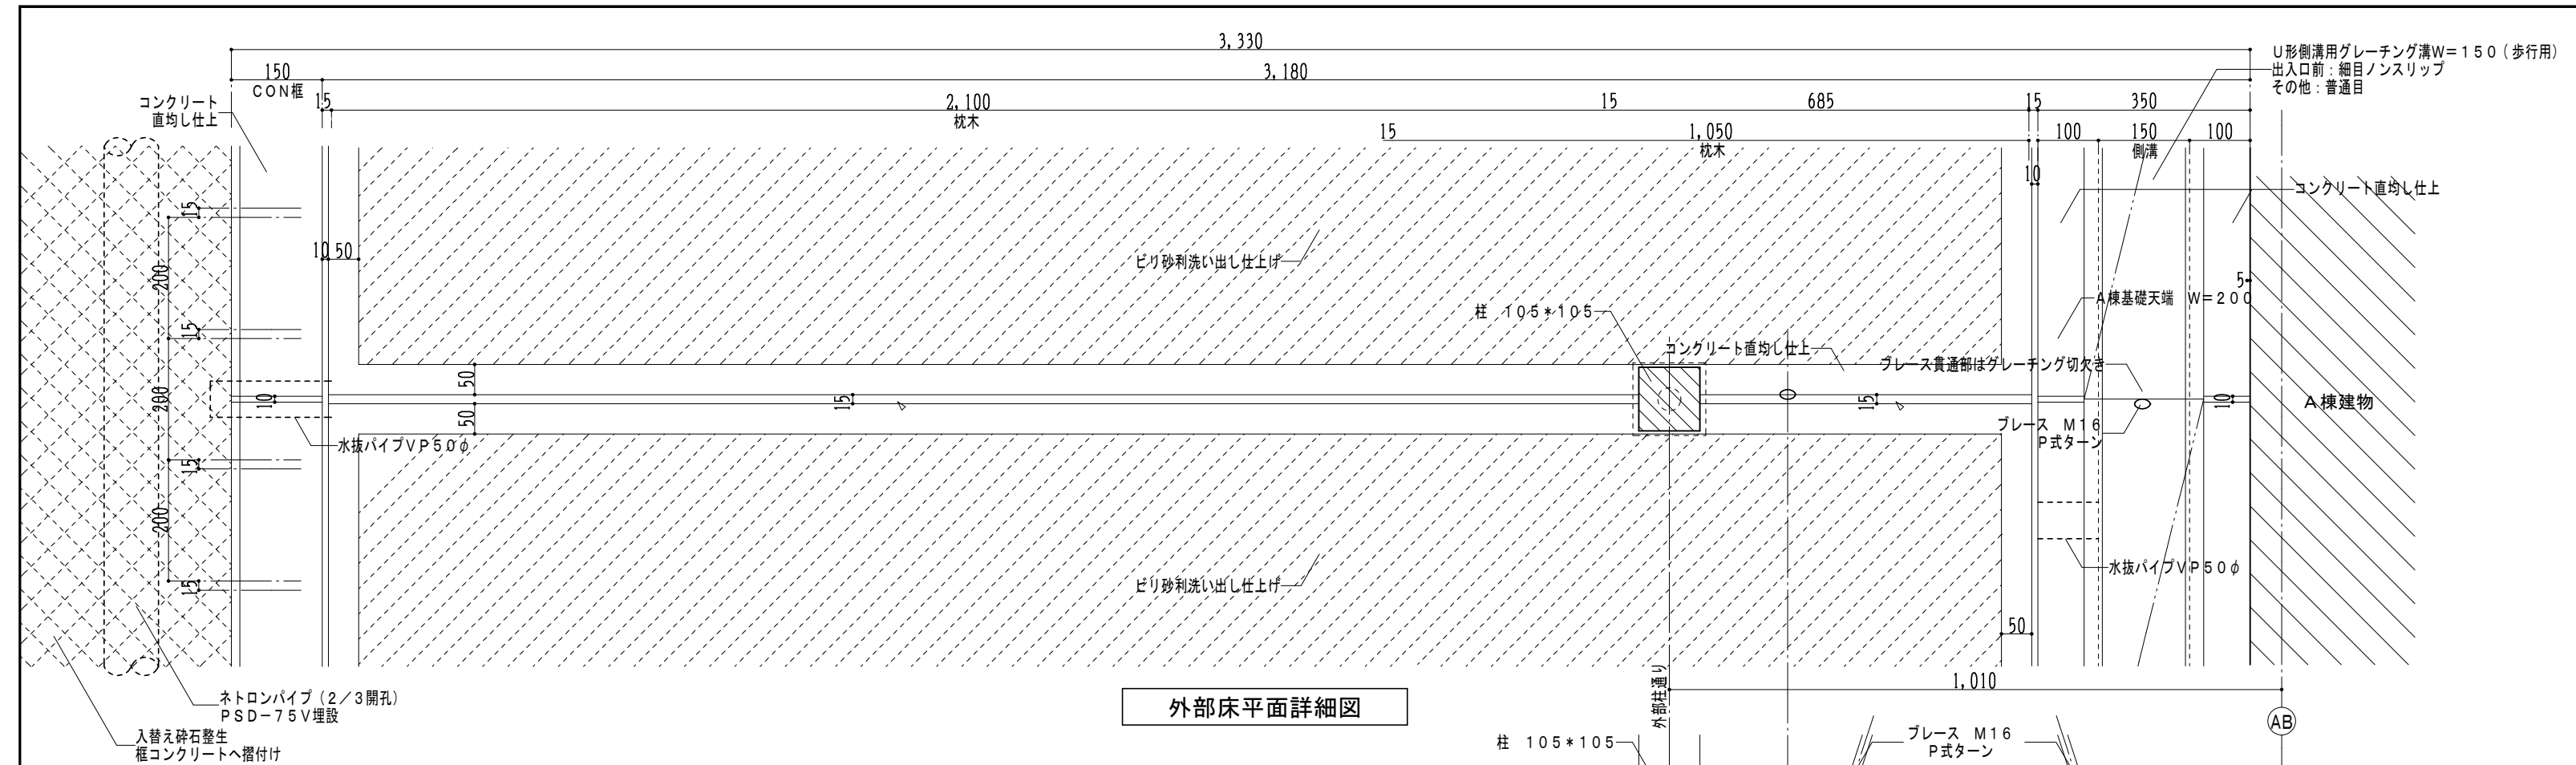 3,330
150
3,180
CON框
U形側溝用グレーチング溝W=150(歩行用)
出入口前:細目ノンスリップ
その他:普通目
コンクリート
直均し仕上
15
2,100
枕木
15
685
15
350
15
1,050
枕木
100
150
側溝
100
10
コンクリート直均し仕上
15
200
15
200
15
200
15
10
50
ビリ砂利洗い出し仕上げ
柱 105*105
コンクリート直均し仕上
5
A棟基礎天端 W=200
ブレース貫通部はグレーチング切欠き
50
50
10
15
15
10
A棟建物
ブレース M16
P式ターン
水抜パイプVP50φ
水抜パイプVP50φ
ビリ砂利洗い出し仕上げ
50
1,010
外部柱通り
ネトロンパイプ(2/3開孔)
PSD-75V埋設
入替え砕石整生
框コンクリートへ摺付け
外部床平面詳細図
AB
柱 105*105
ブレース M16
P式ターン